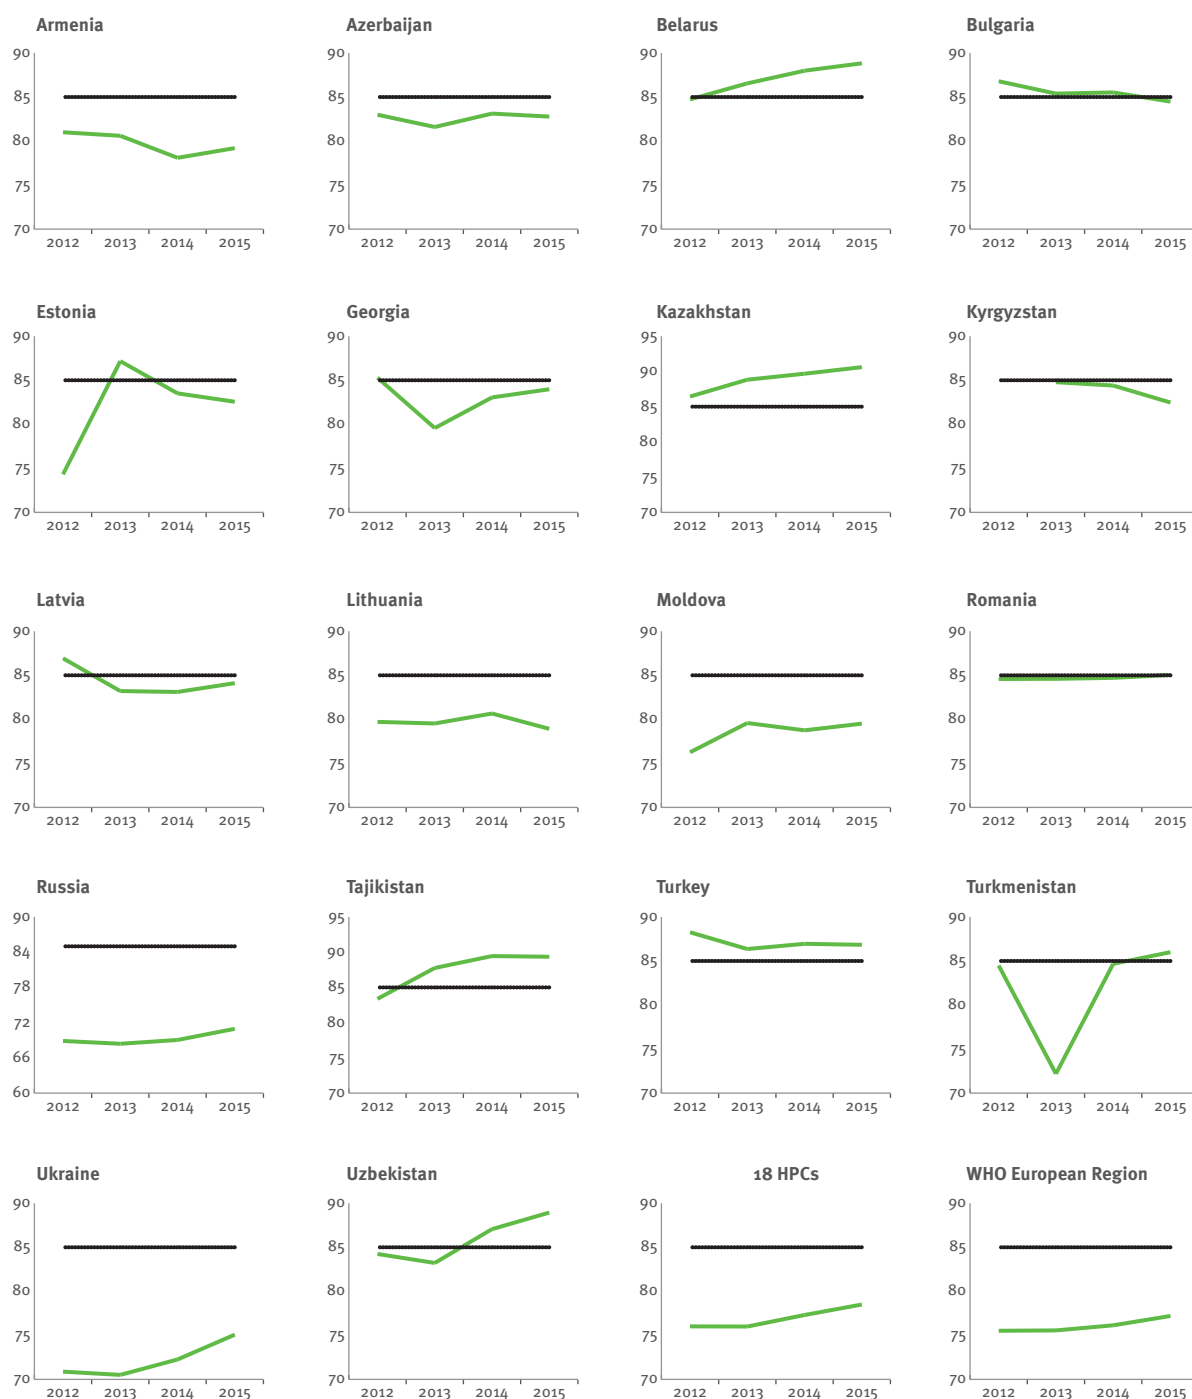 Armenia Azerbaijan Belarus Bulgaria
90 90 90 90
85 85 85 85
80 80 80 80
75 75 75 75
70 70 70 70
2012 2013 2014 2015 2012 2013 2014 2015 2012 2013 2014 2015 2012 2013 2014 2015
Estonia Georgia Kazakhstan Kyrgyzstan
90 90 95 90
85 85 90 85
80 80 85 80
75 75 80 75
70 70 75 70
70
2012 2013 2014 2015 2012 2013 2014 2015 2012 2013 2014 2015 2012 2013 2014 2015
Latvia Lithuania Moldova Romania
90 90 90 90
85 85 85 85
80 80 80 80
75 75 75 75
70 70 70 70
2012 2013 2014 2015 2012 2013 2014 2015 2012 2013 2014 2015 2012 2013 2014 2015
Russia Tajikistan Turkey Turkmenistan
90 95 90 90
84 90 85 85
78 85 80 80
72 80 75 75
66 75 70 70
60 70
2012 2013 2014 2015 2012 2013 2014 2015 2012 2013 2014 2015 2012 2013 2014 2015
Ukraine Uzbekistan 18 HPCs WHO European Region
90 90 90 90
85 85 85 85
80 80 80 80
75 75 75 75
70 70 70 70
2012 2013 2014 2015 2012 2013 2014 2015 2012 2013 2014 2015 2012 2013 2014 2015